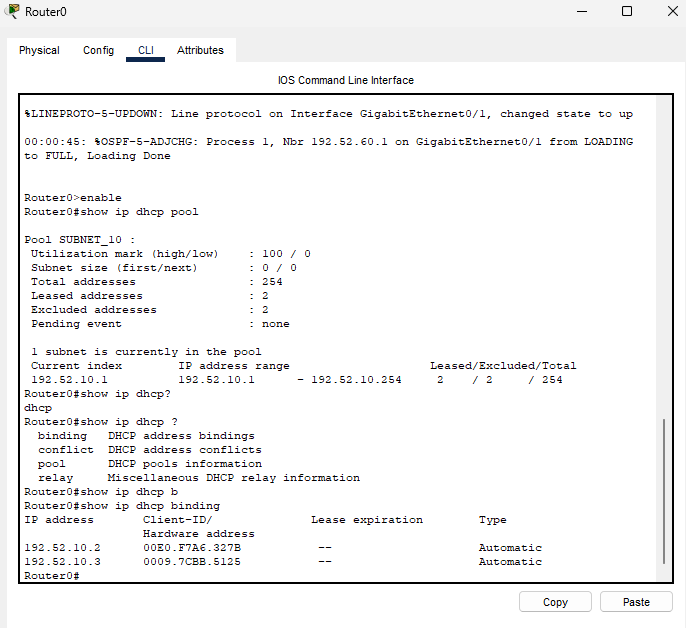 Router0
Physical Config CLI Attributes
IOS Command Line Interface
%LINEPROTO-5-UPDOWN: Line protocol on Interface GigabitEthernet0/1, changed state to up
00:00:45: %OSPF-5-ADJCHG: Process 1, Nbr 192.52.60.1 on GigabitEthernet0/1 from LOADING
to FULL, Loading Done
Router0>enable
Router0#show ip dhcp pool
Pool SUBNET_10 :
 Utilization mark (high/low)    : 100 / 0
 Subnet size (first/next)       : 0 / 0
 Total addresses                : 254
 Leased addresses               : 2
 Excluded addresses             : 2
 Pending event                  : none
 1 subnet is currently in the pool
 Current index        IP address range                    Leased/Excluded/Total
 192.52.10.1          192.52.10.1      - 192.52.10.254     2    / 2     / 254
Router0#show ip dhcp?
dhcp
Router0#show ip dhcp ?
  binding   DHCP address bindings
  conflict  DHCP address conflicts
  pool      DHCP pools information
  relay     Miscellaneous DHCP relay information
Router0#show ip dhcp b
Router0#show ip dhcp binding
IP address       Client-ID/              Lease expiration        Type
                 Hardware address
192.52.10.2      00E0.F7A6.327B           --                     Automatic
192.52.10.3      0009.7CBB.5125           --                     Automatic
Router0#
Copy Paste